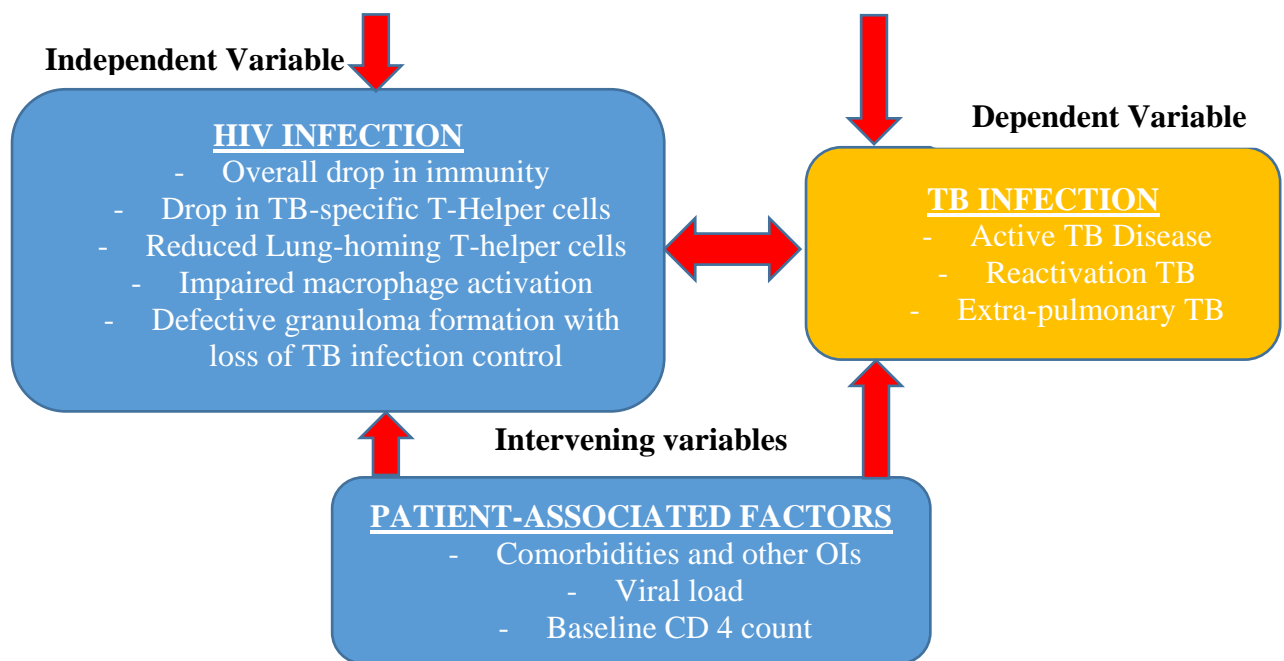 Independent Variable
HIV INFECTION
- Overall drop in immunity
- Drop in TB-specific T-Helper cells
- Reduced Lung-homing T-helper cells
- Impaired macrophage activation
- Defective granuloma formation with
loss of TB infection control
Dependent Variable
TB INFECTION
- Active TB Disease
- Reactivation TB
- Extra-pulmonary TB
Intervening variables
PATIENT-ASSOCIATED FACTORS
- Comorbidities and other OIs
- Viral load
- Baseline CD 4 count